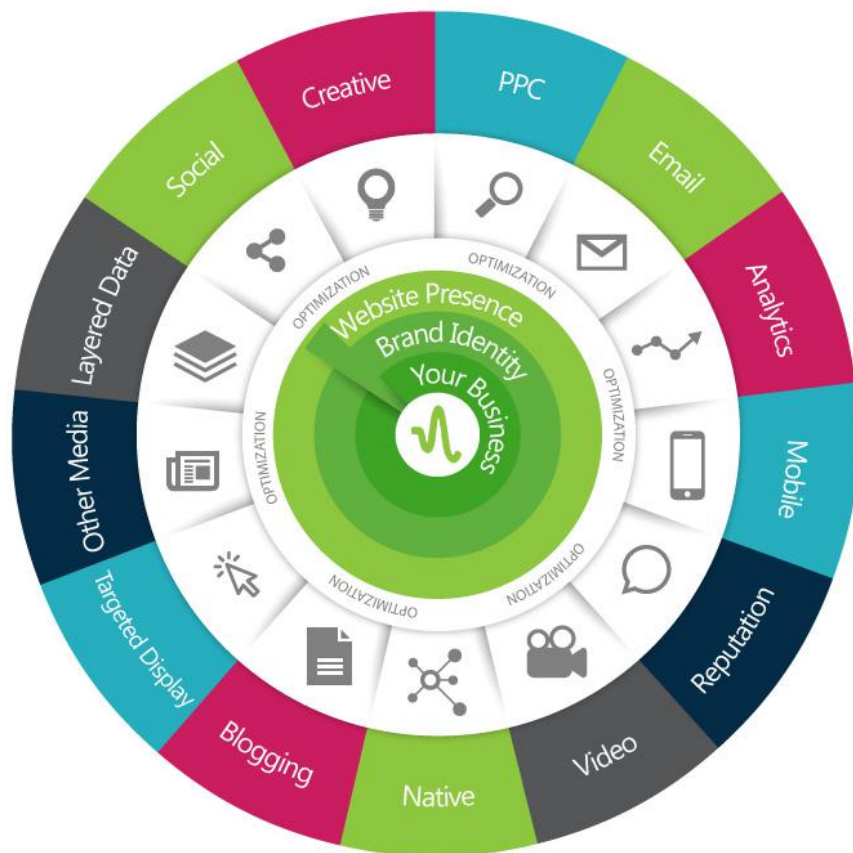 Creative
PPC
Email
Analytics
Mobile
Reputation
Video
Native
Blogging
Targeted Display
Other Media
Layered Data
Social
OPTIMIZATION
OPTIMIZATION
OPTIMIZATION
OPTIMIZATION
OPTIMIZATION
OPTIMIZATION
Website Presence
Brand Identity
Your Business